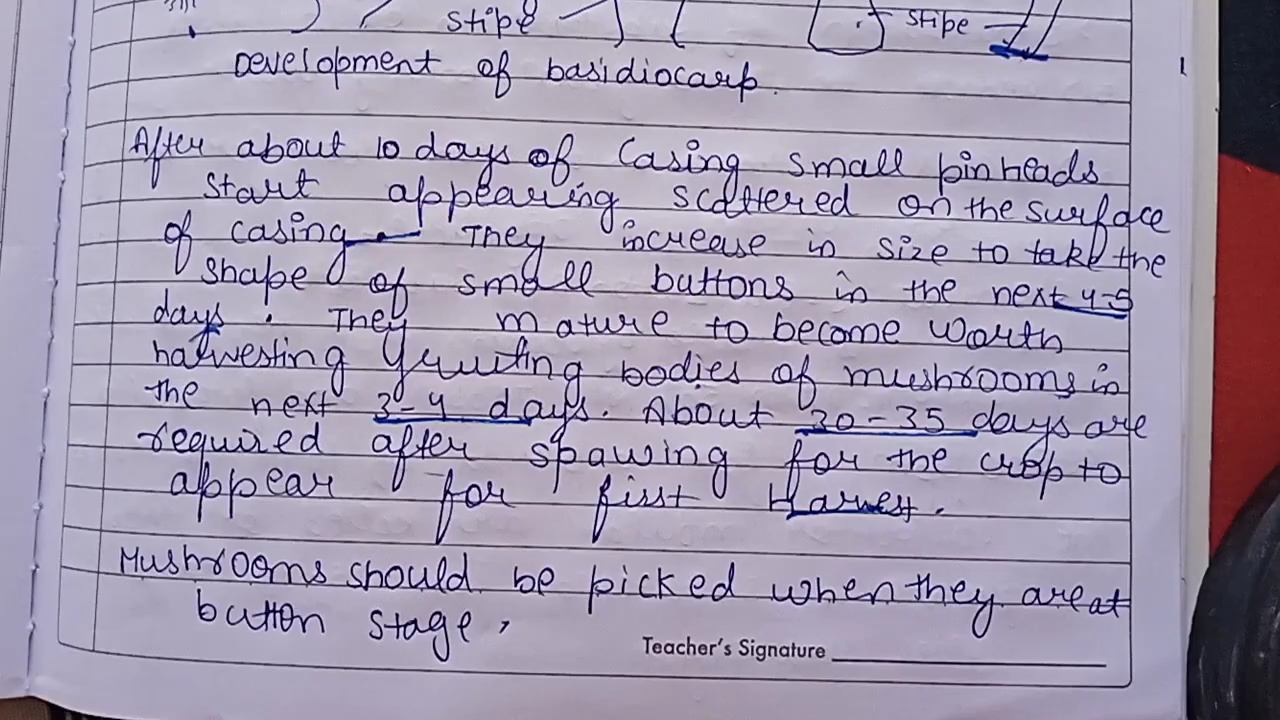 stipe stipe
Development of basidiocarp.
After about 10 days of Casing small pinheads
start appearing scattered on the surface
of casing They increase in size to take the
shape of small buttons in the next 4-5
days. They mature to become worth
harvesting fruiting bodies of mushrooms in
the next 3-4 days. About 30-35 days are
required after spawing for the crop to
appear for first Harvest.
Mushrooms should be picked when they are at
button stage,
Teacher's Signature